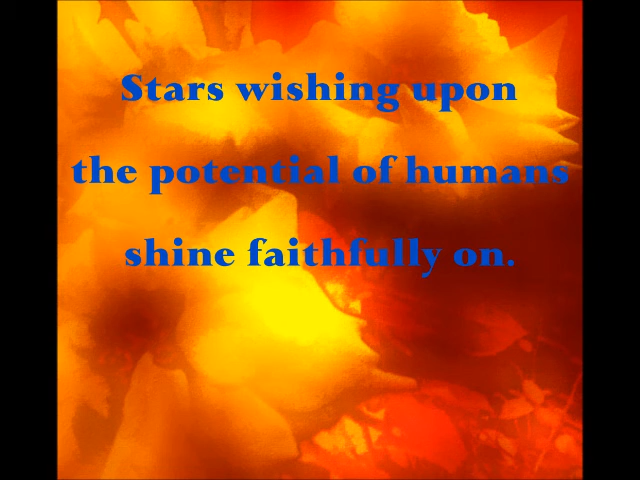 Stars wishing upon
the potential of humans
shine faithfully on.